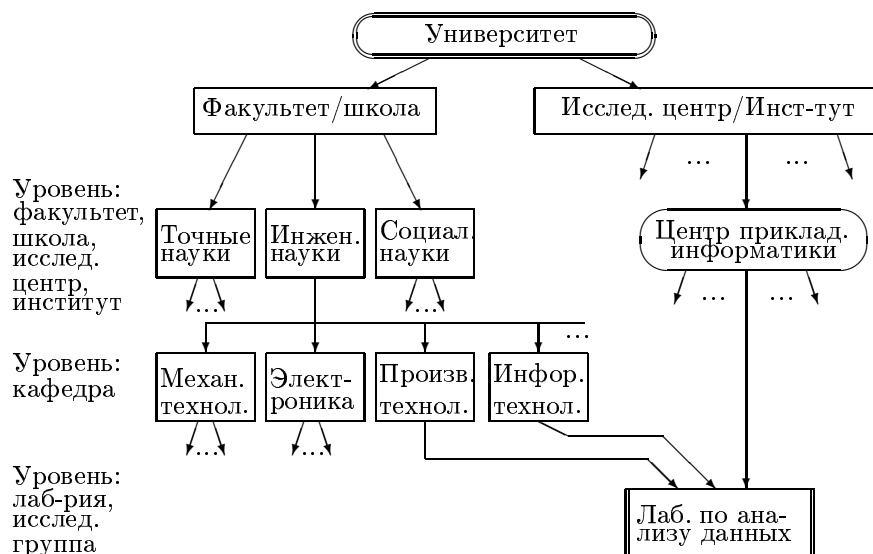 Университет
Факультет/школа
Исслед. центр/Инст-тут
... ...
Уровень:
факультет,
школа,
исслед.
центр,
институт
Точные
науки
Инжен.
науки
Социал.
науки
Центр приклад.
информатики
... ... ... ...
...
Уровень:
кафедра
Механ.
технол.
Элект-
роника
Произв.
технол.
Инфор.
технол.
... ...
Уровень:
лаб-рия,
исслед.
группа
Лаб. по ана-
лизу данных